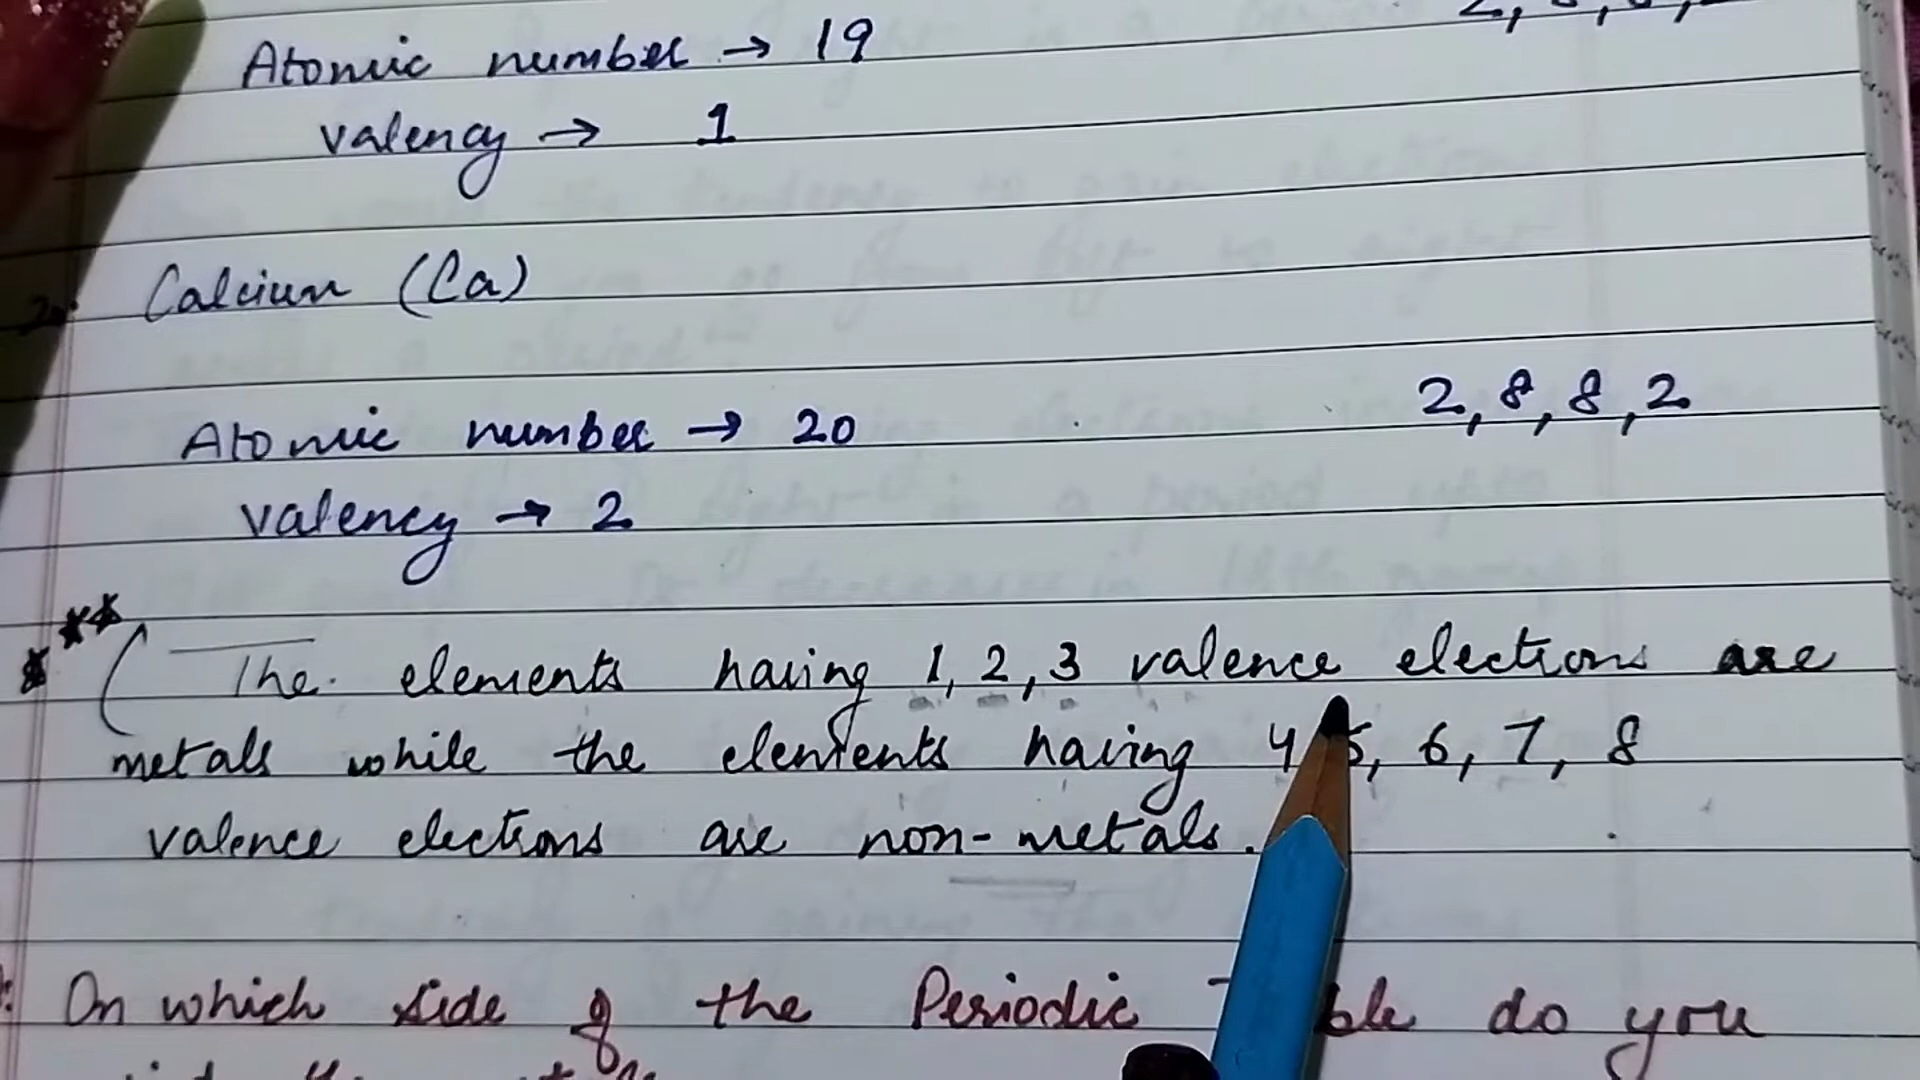 Atomic number → 19
valency → 1
Calcium (Ca)
Atomic number → 20 2, 8, 8, 2
valency → 2
*** ( The elements having 1, 2, 3 valence electrons are
metals while the elements having 4 5, 6, 7, 8
valence electrons are non-metals.
On which side of the Periodic ble do you